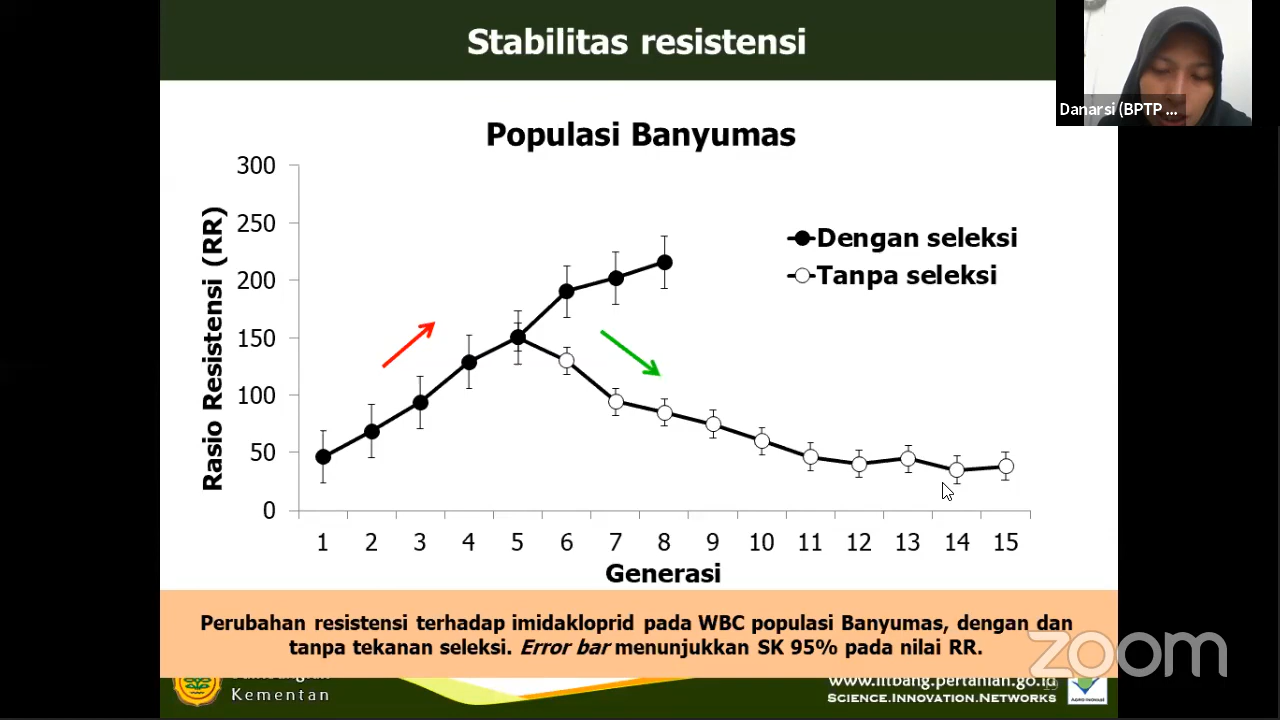 Stabilitas resistensi
Danarsi (BPTP ...
Populasi Banyumas
Rasio Resistensi (RR)
300
250
200
150
100
50
0
Dengan seleksi
Tanpa seleksi
1 2 3 4 5 6 7 8 9 10 11 12 13 14 15
Generasi
Perubahan resistensi terhadap imidakloprid pada WBC populasi Banyumas, dengan dan
tanpa tekanan seleksi. Error bar menunjukkan SK 95% pada nilai RR.
zoom
Kementan
www.litbang.pertanian.go.id
Science.Innovation.Networks